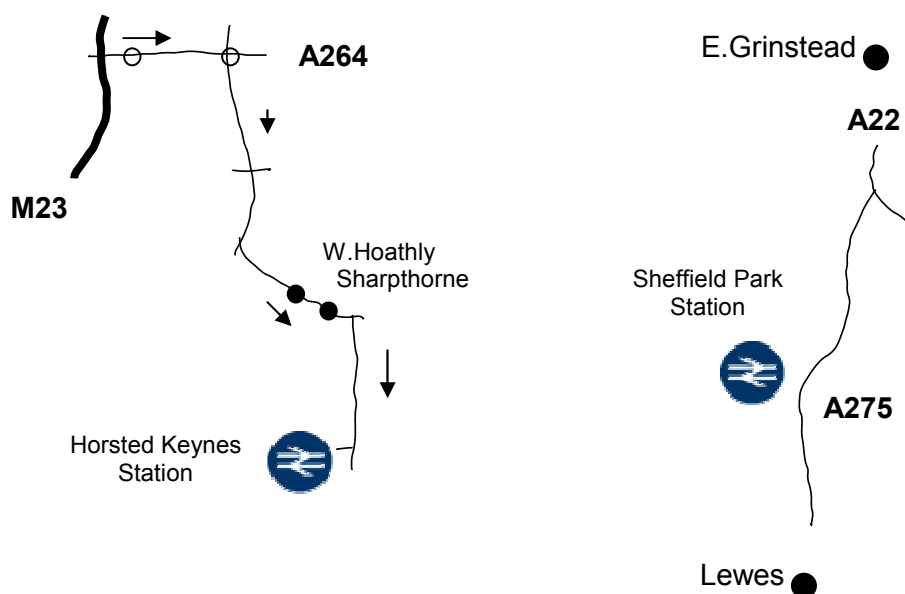 A264
M23
W.Hoathly
Sharpthorne
Horsted Keynes
Station
E.Grinstead
A22
Sheffield Park
Station
A275
Lewes